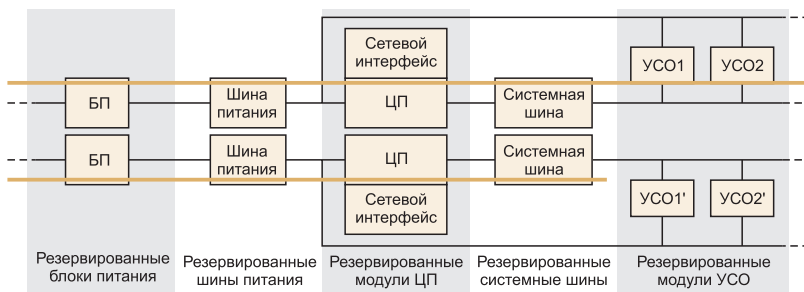 Сетевой
интерфейс
УСО1
УСО2
БП
Шина
питания
ЦП
Системная
шина
БП
Шина
питания
ЦП
Системная
шина
Сетевой
интерфейс
УСО1'
УСО2'
Резервированные
блоки питания
Резервированные
шины питания
Резервированные
модули ЦП
Резервированные
системные шины
Резервированные
модули УСО